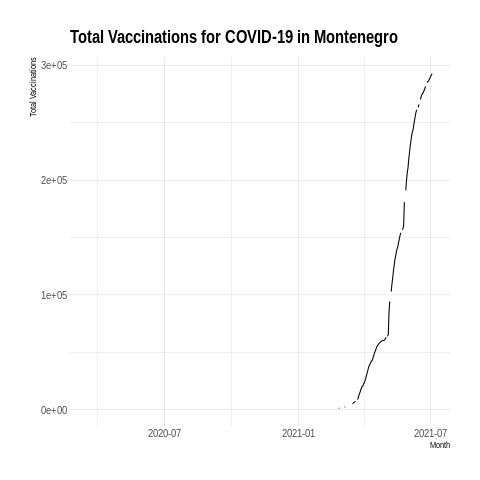 Total Vaccinations for COVID-19 in Montenegro
Total Vaccinations
3e+05
2e+05
1e+05
0e+00
2020-07
2021-01
2021-07
Month